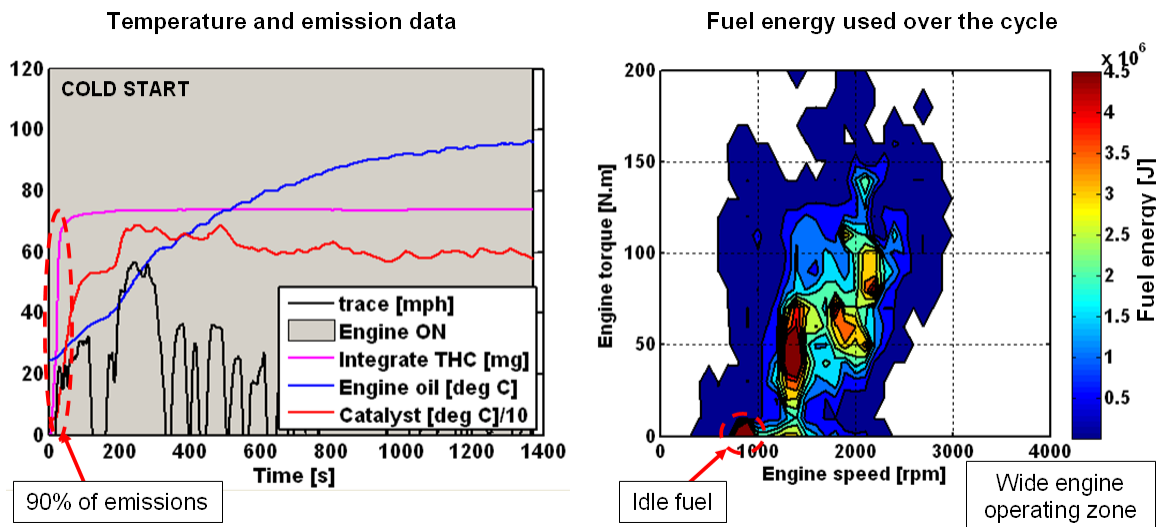 Temperature and emission data
120
100
80
60
40
20
0
COLD START
trace [mph]
Engine ON
Integrate THC [mg]
Engine oil [deg C]
Catalyst [deg C]/10
0 200 400 600 800 1000 1200 1400
Time [s]
90% of emissions
Fuel energy used over the cycle
Engine torque [N.m]
200
150
100
50
0
0 1000 2000 3000 4000
Engine speed [rpm]
Idle fuel
x 10^6
4.5
4
3.5
3
2.5
2
1.5
1
0.5
Fuel energy [J]
Wide engine
operating zone